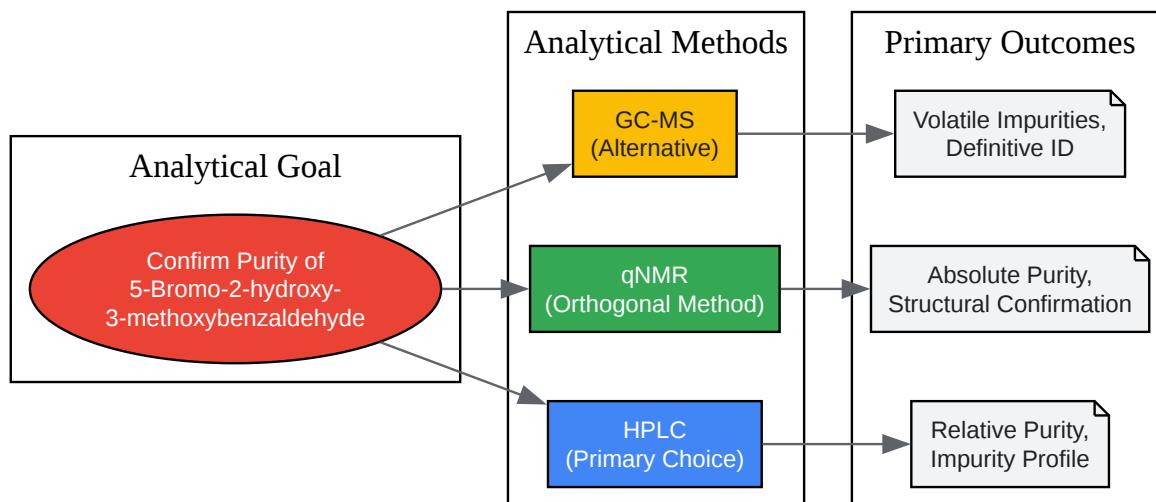 Analytical Goal
Confirm Purity of
5-Bromo-2-hydroxy-
3-methoxybenzaldehyde
Analytical Methods
GC-MS
(Alternative)
qNMR
(Orthogonal Method)
HPLC
(Primary Choice)
Primary Outcomes
Volatile Impurities,
Definitive ID
Absolute Purity,
Structural Confirmation
Relative Purity,
Impurity Profile